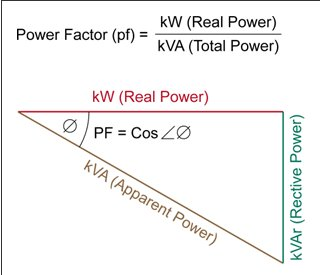 Power Factor (pf) = kW (Real Power)
kVA (Total Power)
kW (Real Power)
∅
PF = Cos∠∅
kVA (Apparent Power)
kVAr (Rective Power)